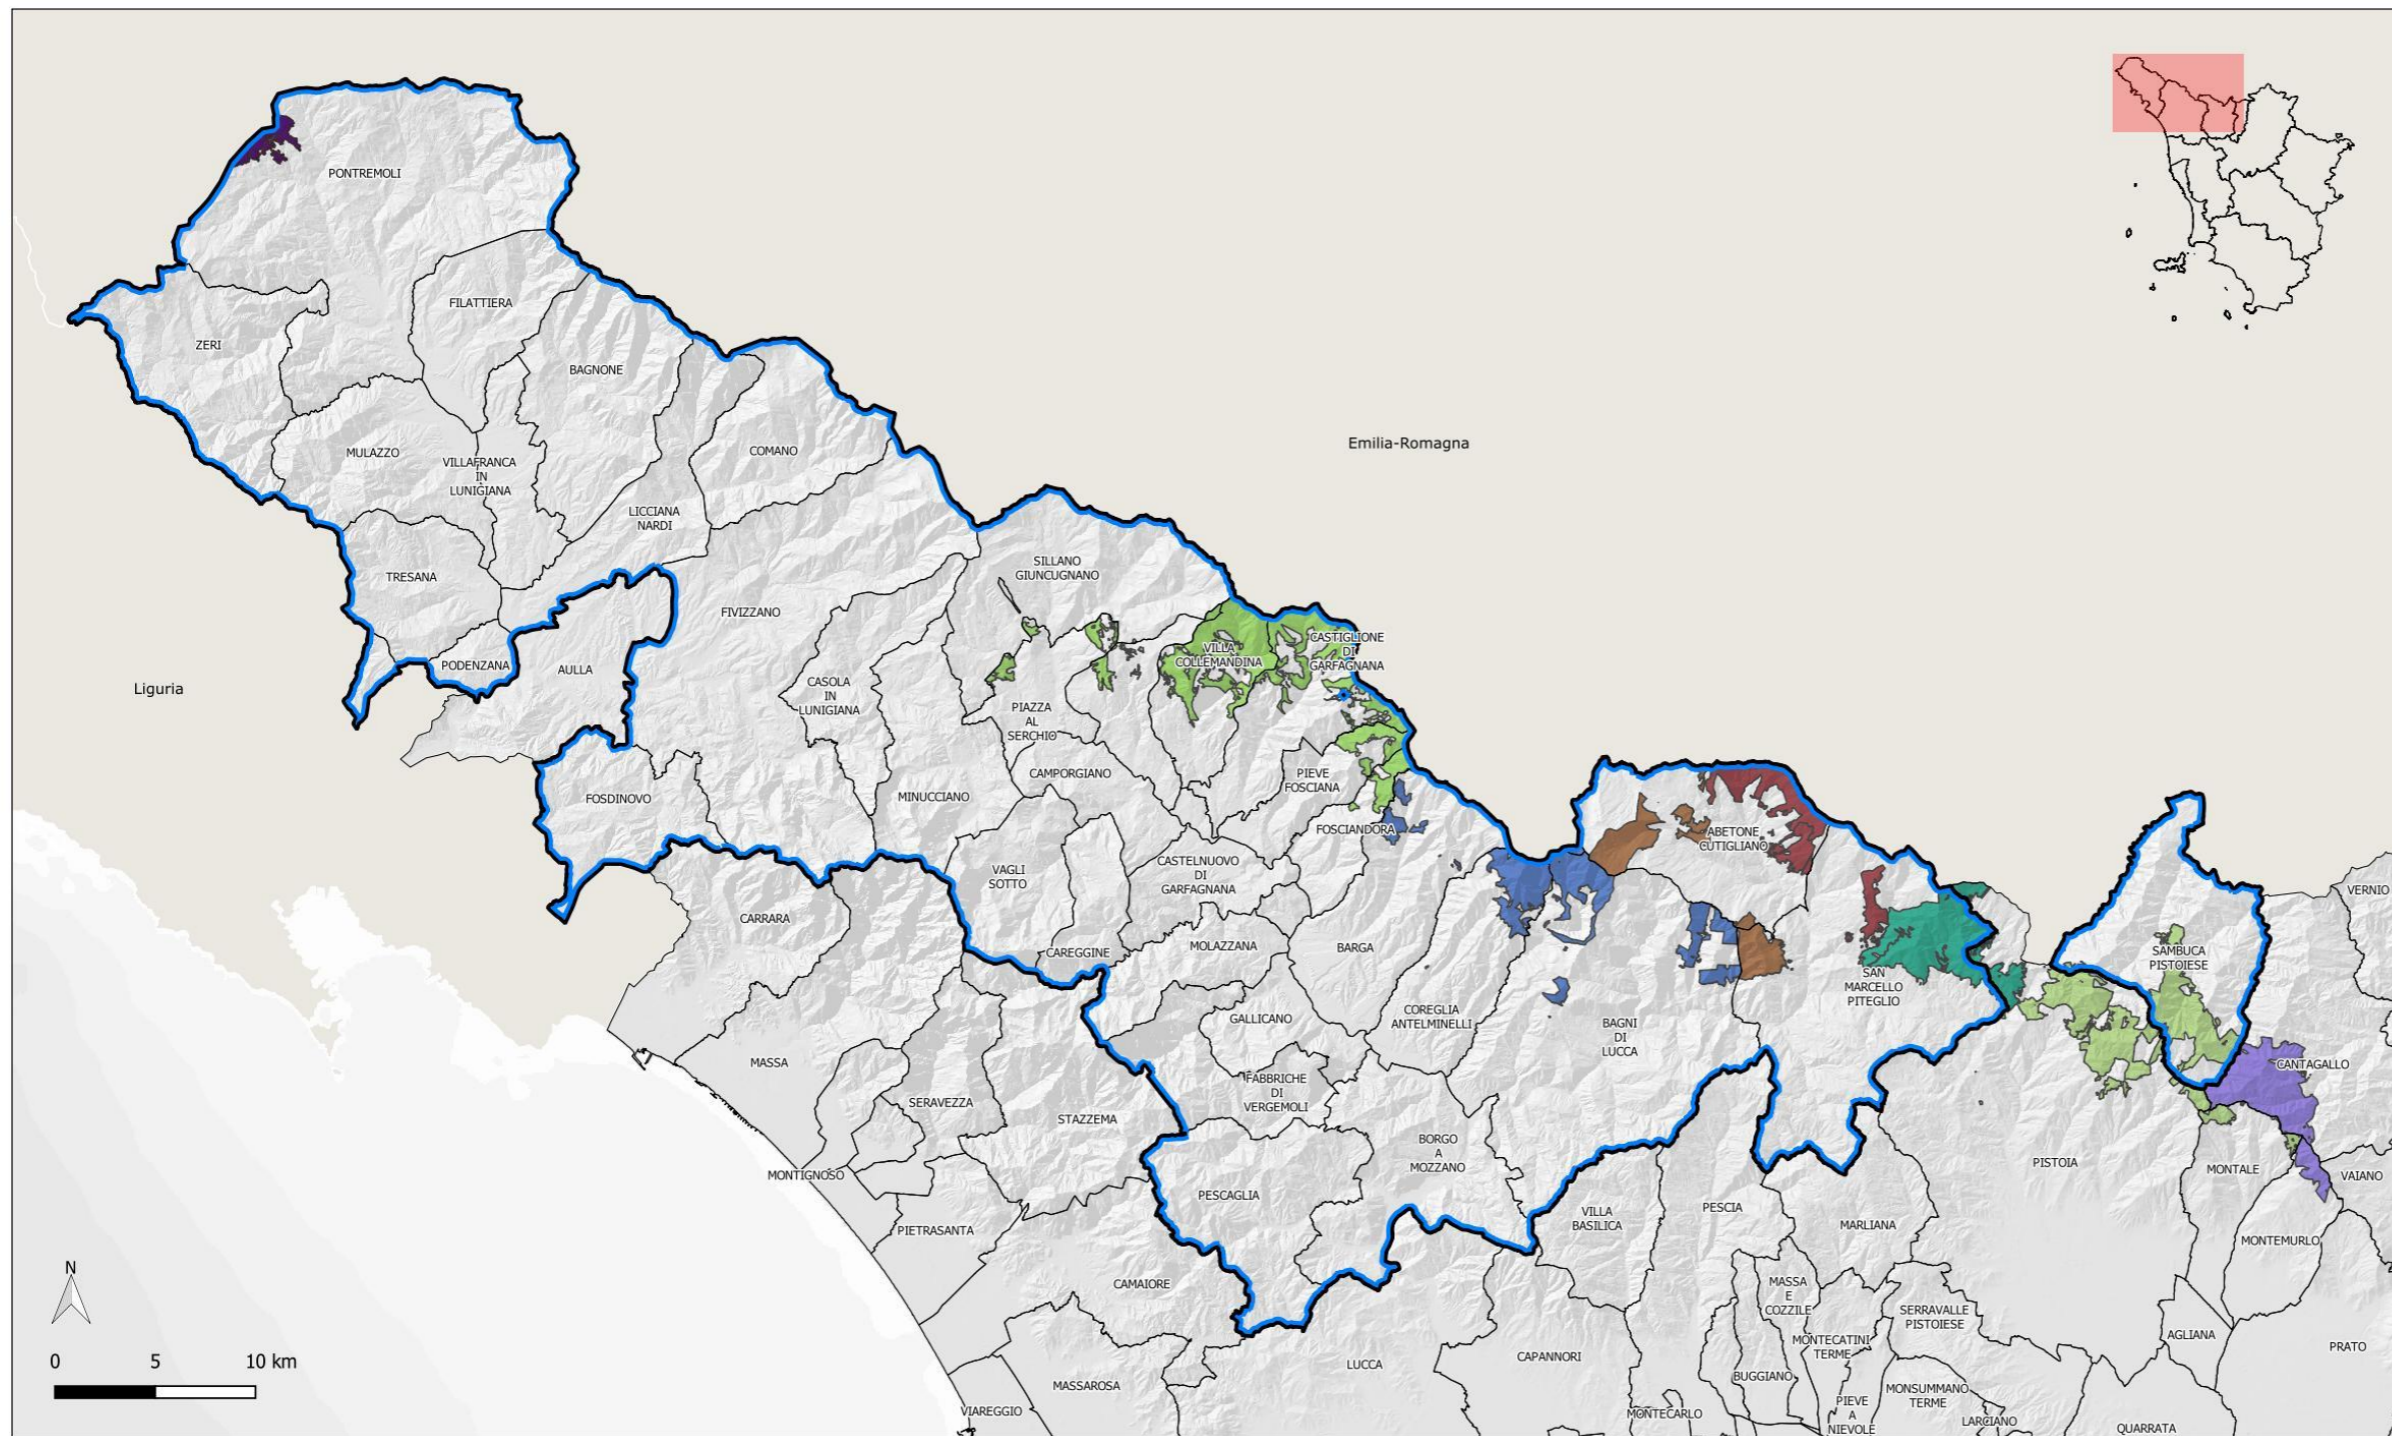 PONTREMOLI
FILATTIERA
ZERI
BAGNONE
Emilia-Romagna
MULAZZO
COMANO
VILLAFRANCA
IN
LUNIGIANA
LICCIANA
NARDI
TRESANA
SILLANO
GIUNCUGNANO
FIVIZZANO
PODENZANA
AULLA
Liguria
CASOLA
IN
LUNIGIANA
VILLA
COLLEMANDINA
CASTIGLIONE
DI
GARFAGNANA
PIAZZA
AL
SERCHIO
CAMPORGIANO
PIEVE
FOSCIANA
FOSDINOVO
MINUCCIANO
FOSCIANDORA
ABETONE
CUTIGLIANO
VAGLI
SOTTO
CASTELNUOVO
DI
GARFAGNANA
VERNIO
CARRARA
CAREGGINE
MOLAZZANA
BARGA
SAMBUCA
PISTOIESE
SAN
MARCELLO
PITEGLIO
COREGLIA
ANTELMINELLI
GALLICANO
BAGNI
DI
LUCCA
MASSA
CANTAGALLO
FABBRICHE
DI
VERGEMOLI
SERAVEZZA
STAZZEMA
BORGO
A
MOZZANO
PISTOIA
MONTALE
VAIANO
MONTIGNOSO
PESCAGLIA
PESCIA
VILLA
BASILICA
MARLIANA
PIETRASANTA
MONTEMURLO
N
CAMAIORE
MASSA
E
COZZILE
SERRAVALLE
PISTOIESE
AGLIANA
MONTECATINI
TERME
PRATO
0 5 10 km
CAPANNORI
LUCCA
BUGGIANO
MASSAROSA
MONSUMMANO
TERME
PIEVE
A
NIEVOLE
VIAREGGIO
MONTECARLO
LARCIANO
QUARRATA